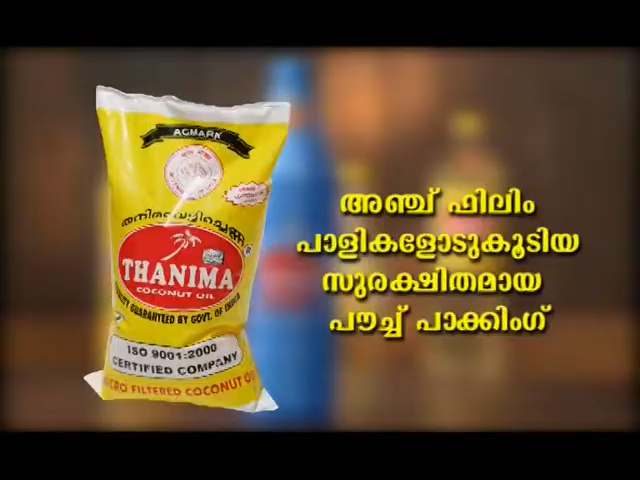 AGMARK
തനിമ വെളിച്ചെണ്ണ
THANIMA
COCONUT OIL
QUALITY GUARANTEED BY GOVT. OF INDIA
ISO 9001:2000
CERTIFIED COMPANY
MICRO FILTERED COCONUT OIL
അഞ്ച് ഫിലിം
പാളികളോടുകൂടിയ
സുരക്ഷിതമായ
പൗച്ച് പാക്കിംഗ്